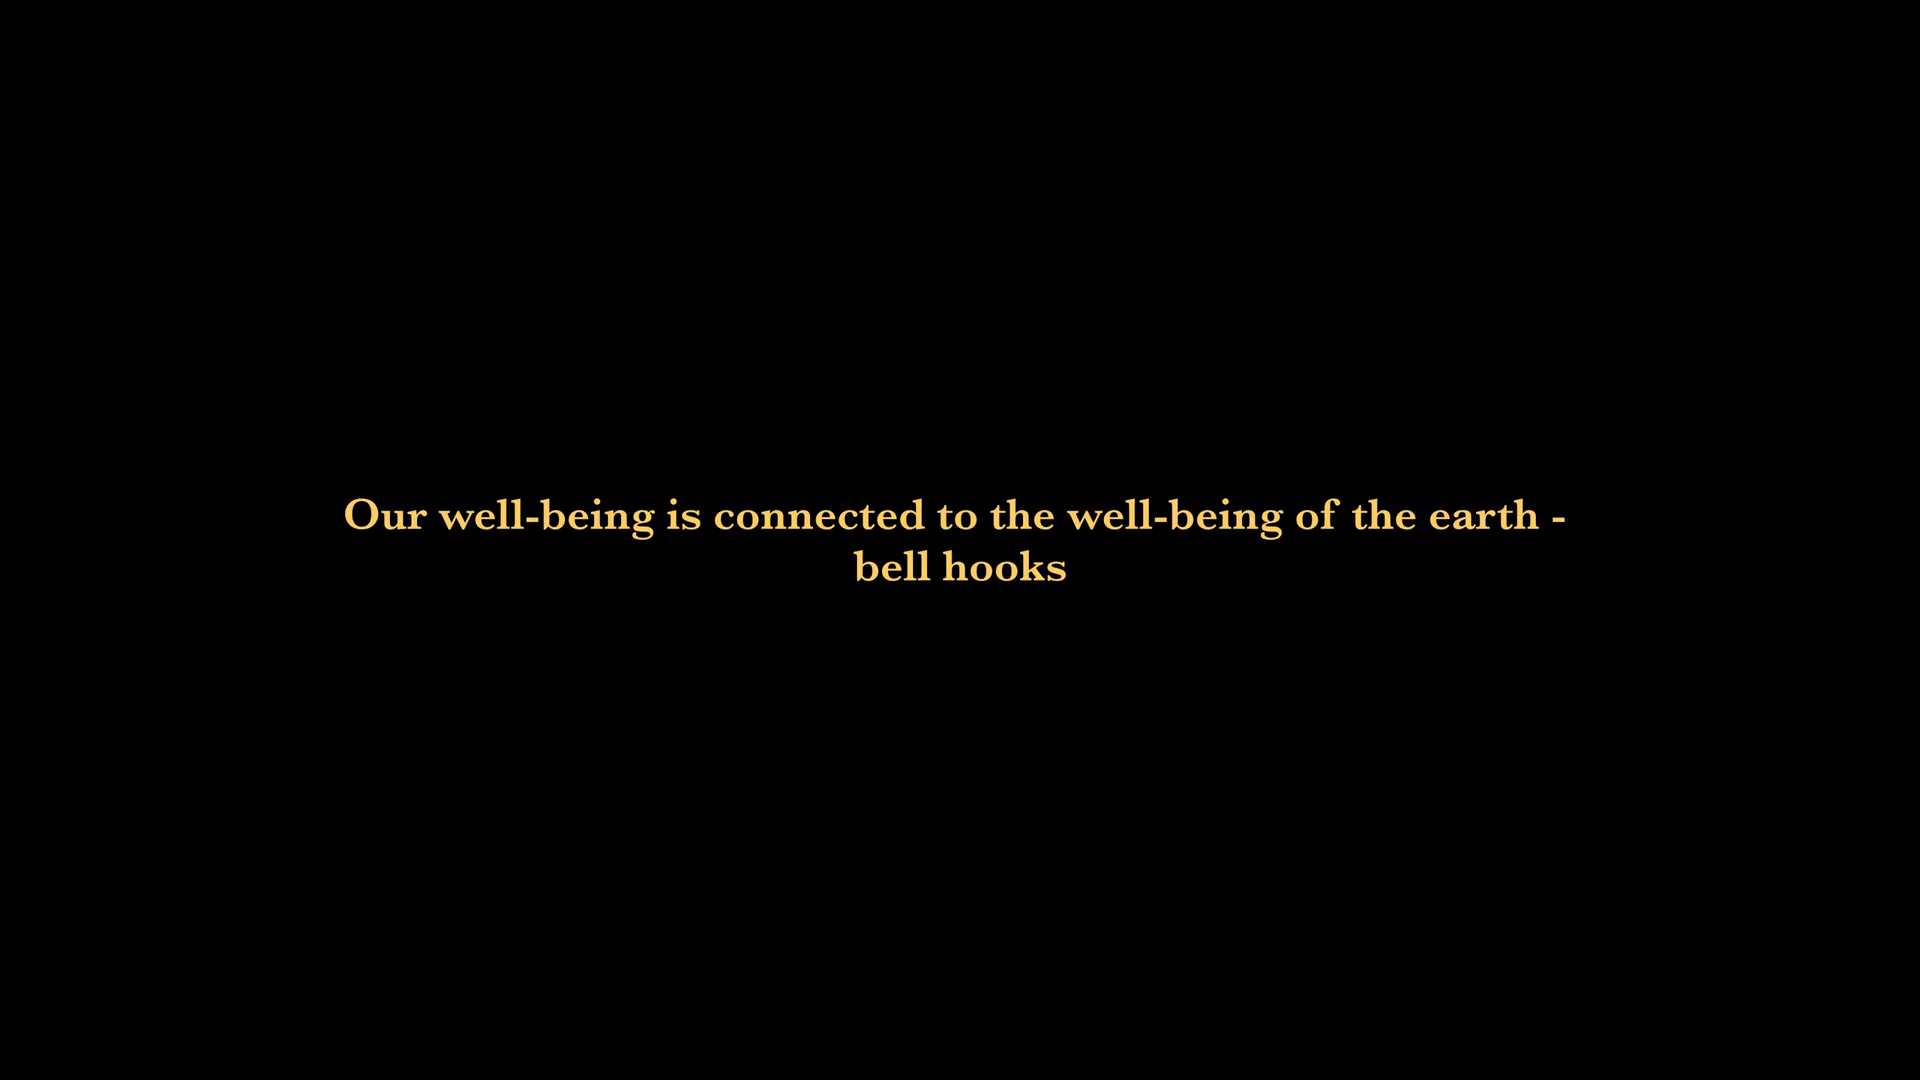 Our well-being is connected to the well-being of the earth -
bell hooks